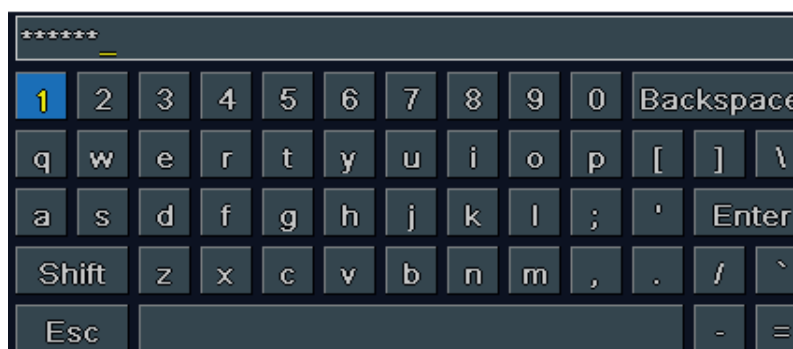 ******_
1 2 3 4 5 6 7 8 9 0 Backspace
q w e r t y u i o p [ ] \
a s d f g h j k l ; ' Enter
Shift z x c v b n m , . / `
Esc - =